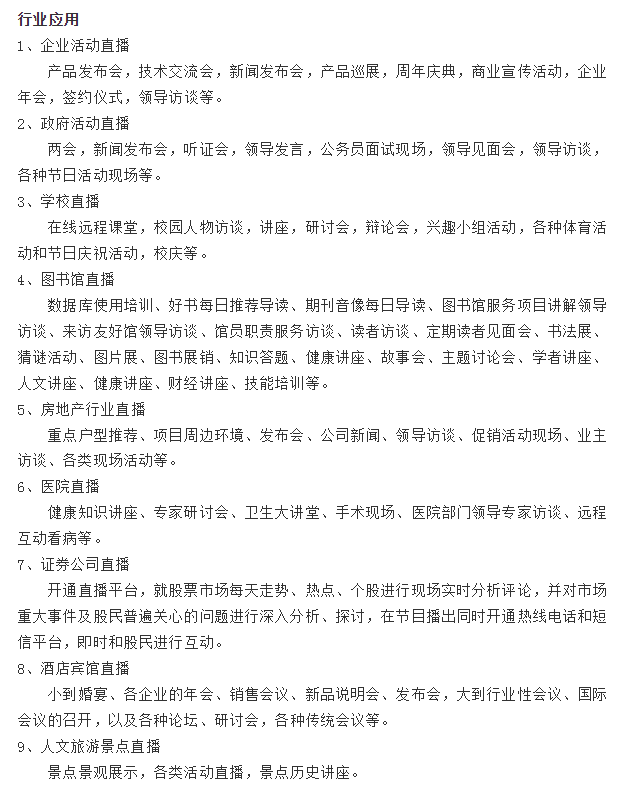 行业应用
1、企业活动直播
产品发布会，技术交流会，新闻发布会，产品巡展，周年庆典，商业宣传活动，企业
年会，签约仪式，领导访谈等。
2、政府活动直播
两会，新闻发布会，听证会，领导发言，公务员面试现场，领导见面会，领导访谈，
各种节日活动现场等。
3、学校直播
在线远程课堂，校园人物访谈，讲座，研讨会，辩论会，兴趣小组活动，各种体育活
动和节日庆祝活动，校庆等。
4、图书馆直播
数据库使用培训、好书每日推荐导读、期刊音像每日导读、图书馆服务项目讲解领导
访谈、来访友好馆领导访谈、馆员职责服务访谈、读者访谈、定期读者见面会、书法展、
猜谜活动、图片展、图书展销、知识答题、健康讲座、故事会、主题讨论会、学者讲座、
人文讲座、健康讲座、财经讲座、技能培训等。
5、房地产行业直播
重点户型推荐、项目周边环境、发布会、公司新闻、领导访谈、促销活动现场、业主
访谈、各类现场活动等。
6、医院直播
健康知识讲座、专家研讨会、卫生大讲堂、手术现场、医院部门领导专家访谈、远程
互动看病等。
7、证券公司直播
开通直播平台，就股票市场每天走势、热点、个股进行现场实时分析评论，并对市场
重大事件及股民普遍关心的问题进行深入分析、探讨，在节目播出同时开通热线电话和短
信平台，即时和股民进行互动。
8、酒店宾馆直播
小到婚宴、各企业的年会、销售会议、新品说明会、发布会，大到行业性会议、国际
会议的召开，以及各种论坛、研讨会，各种传统会议等。
9、人文旅游景点直播
景点景观展示，各类活动直播，景点历史讲座。